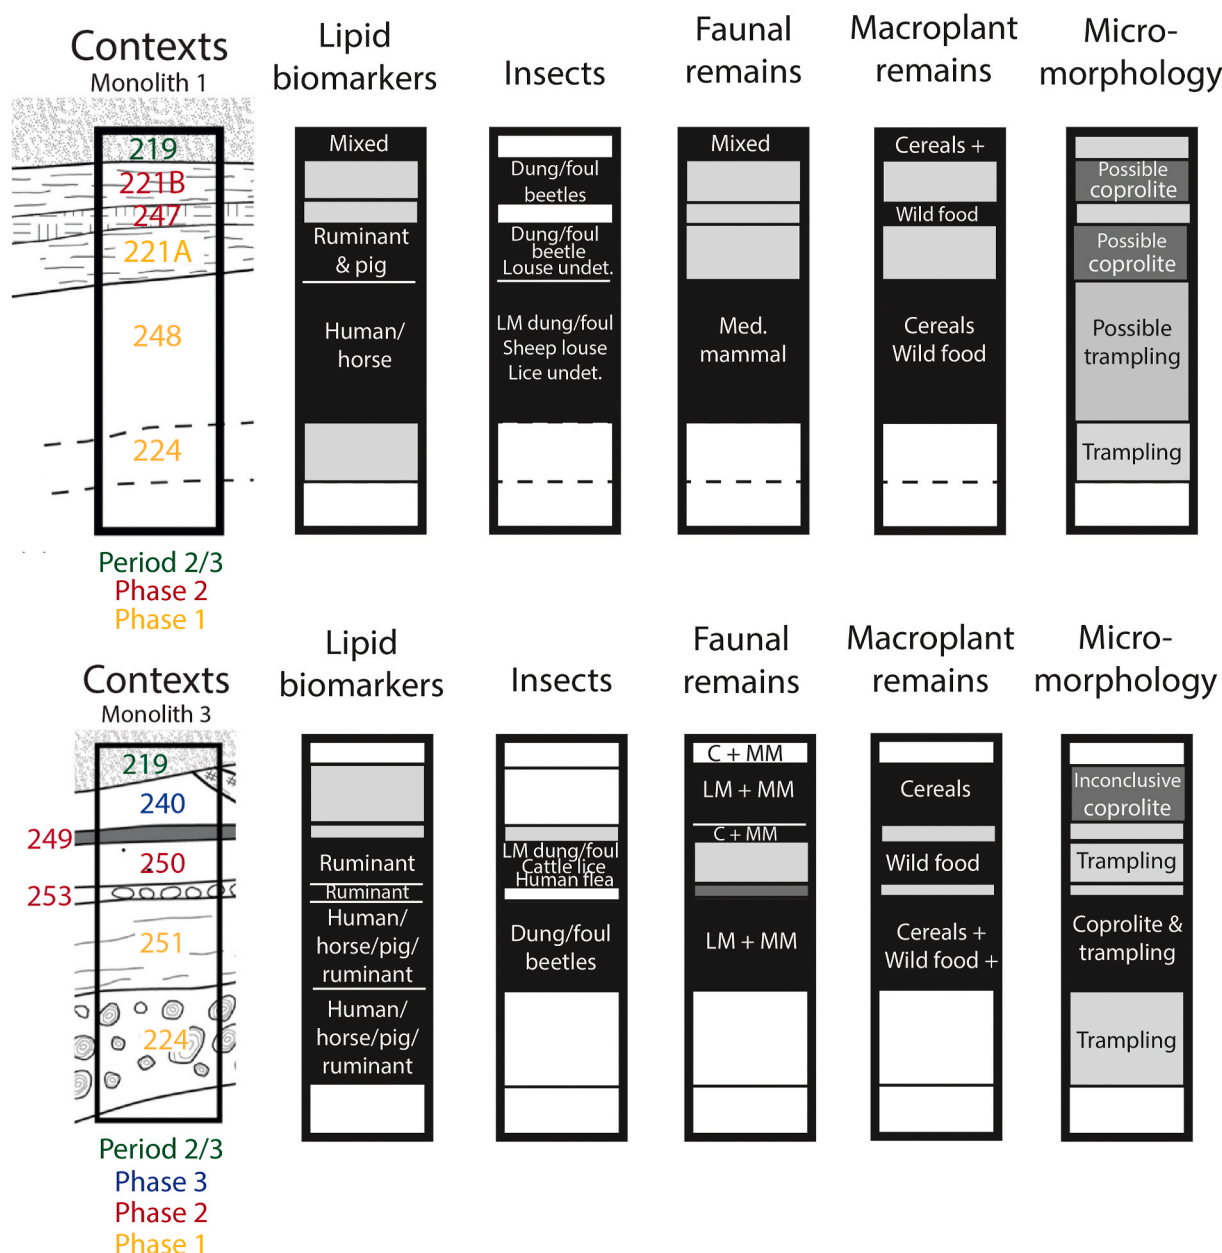 Contexts
Monolith 1
Lipid
biomarkers
Insects
Faunal
remains
Macroplant
remains
Micro-
morphology
219
221B
247
221A
248
224
Mixed
Ruminant
& pig
Human/
horse
Dung/foul
beetles
Dung/foul
beetle
Louse undet.
LM dung/foul
Sheep louse
Lice undet.
Mixed
Med.
mammal
Cereals +
Wild food
Cereals
Wild food
Possible
coprolite
Possible
coprolite
Possible
trampling
Trampling
Period 2/3
Phase 2
Phase 1
Contexts
Monolith 3
Lipid
biomarkers
Insects
Faunal
remains
Macroplant
remains
Micro-
morphology
219
240
249
250
253
251
224
Ruminant
Ruminant
Human/
horse/pig/
ruminant
Human/
horse/pig/
ruminant
LM dung/foul
Cattle lice
Human flea
Dung/foul
beetles
C + MM
LM + MM
C + MM
LM + MM
Cereals
Wild food
Cereals +
Wild food +
Inconclusive
coprolite
Trampling
Coprolite &
trampling
Trampling
Period 2/3
Phase 3
Phase 2
Phase 1